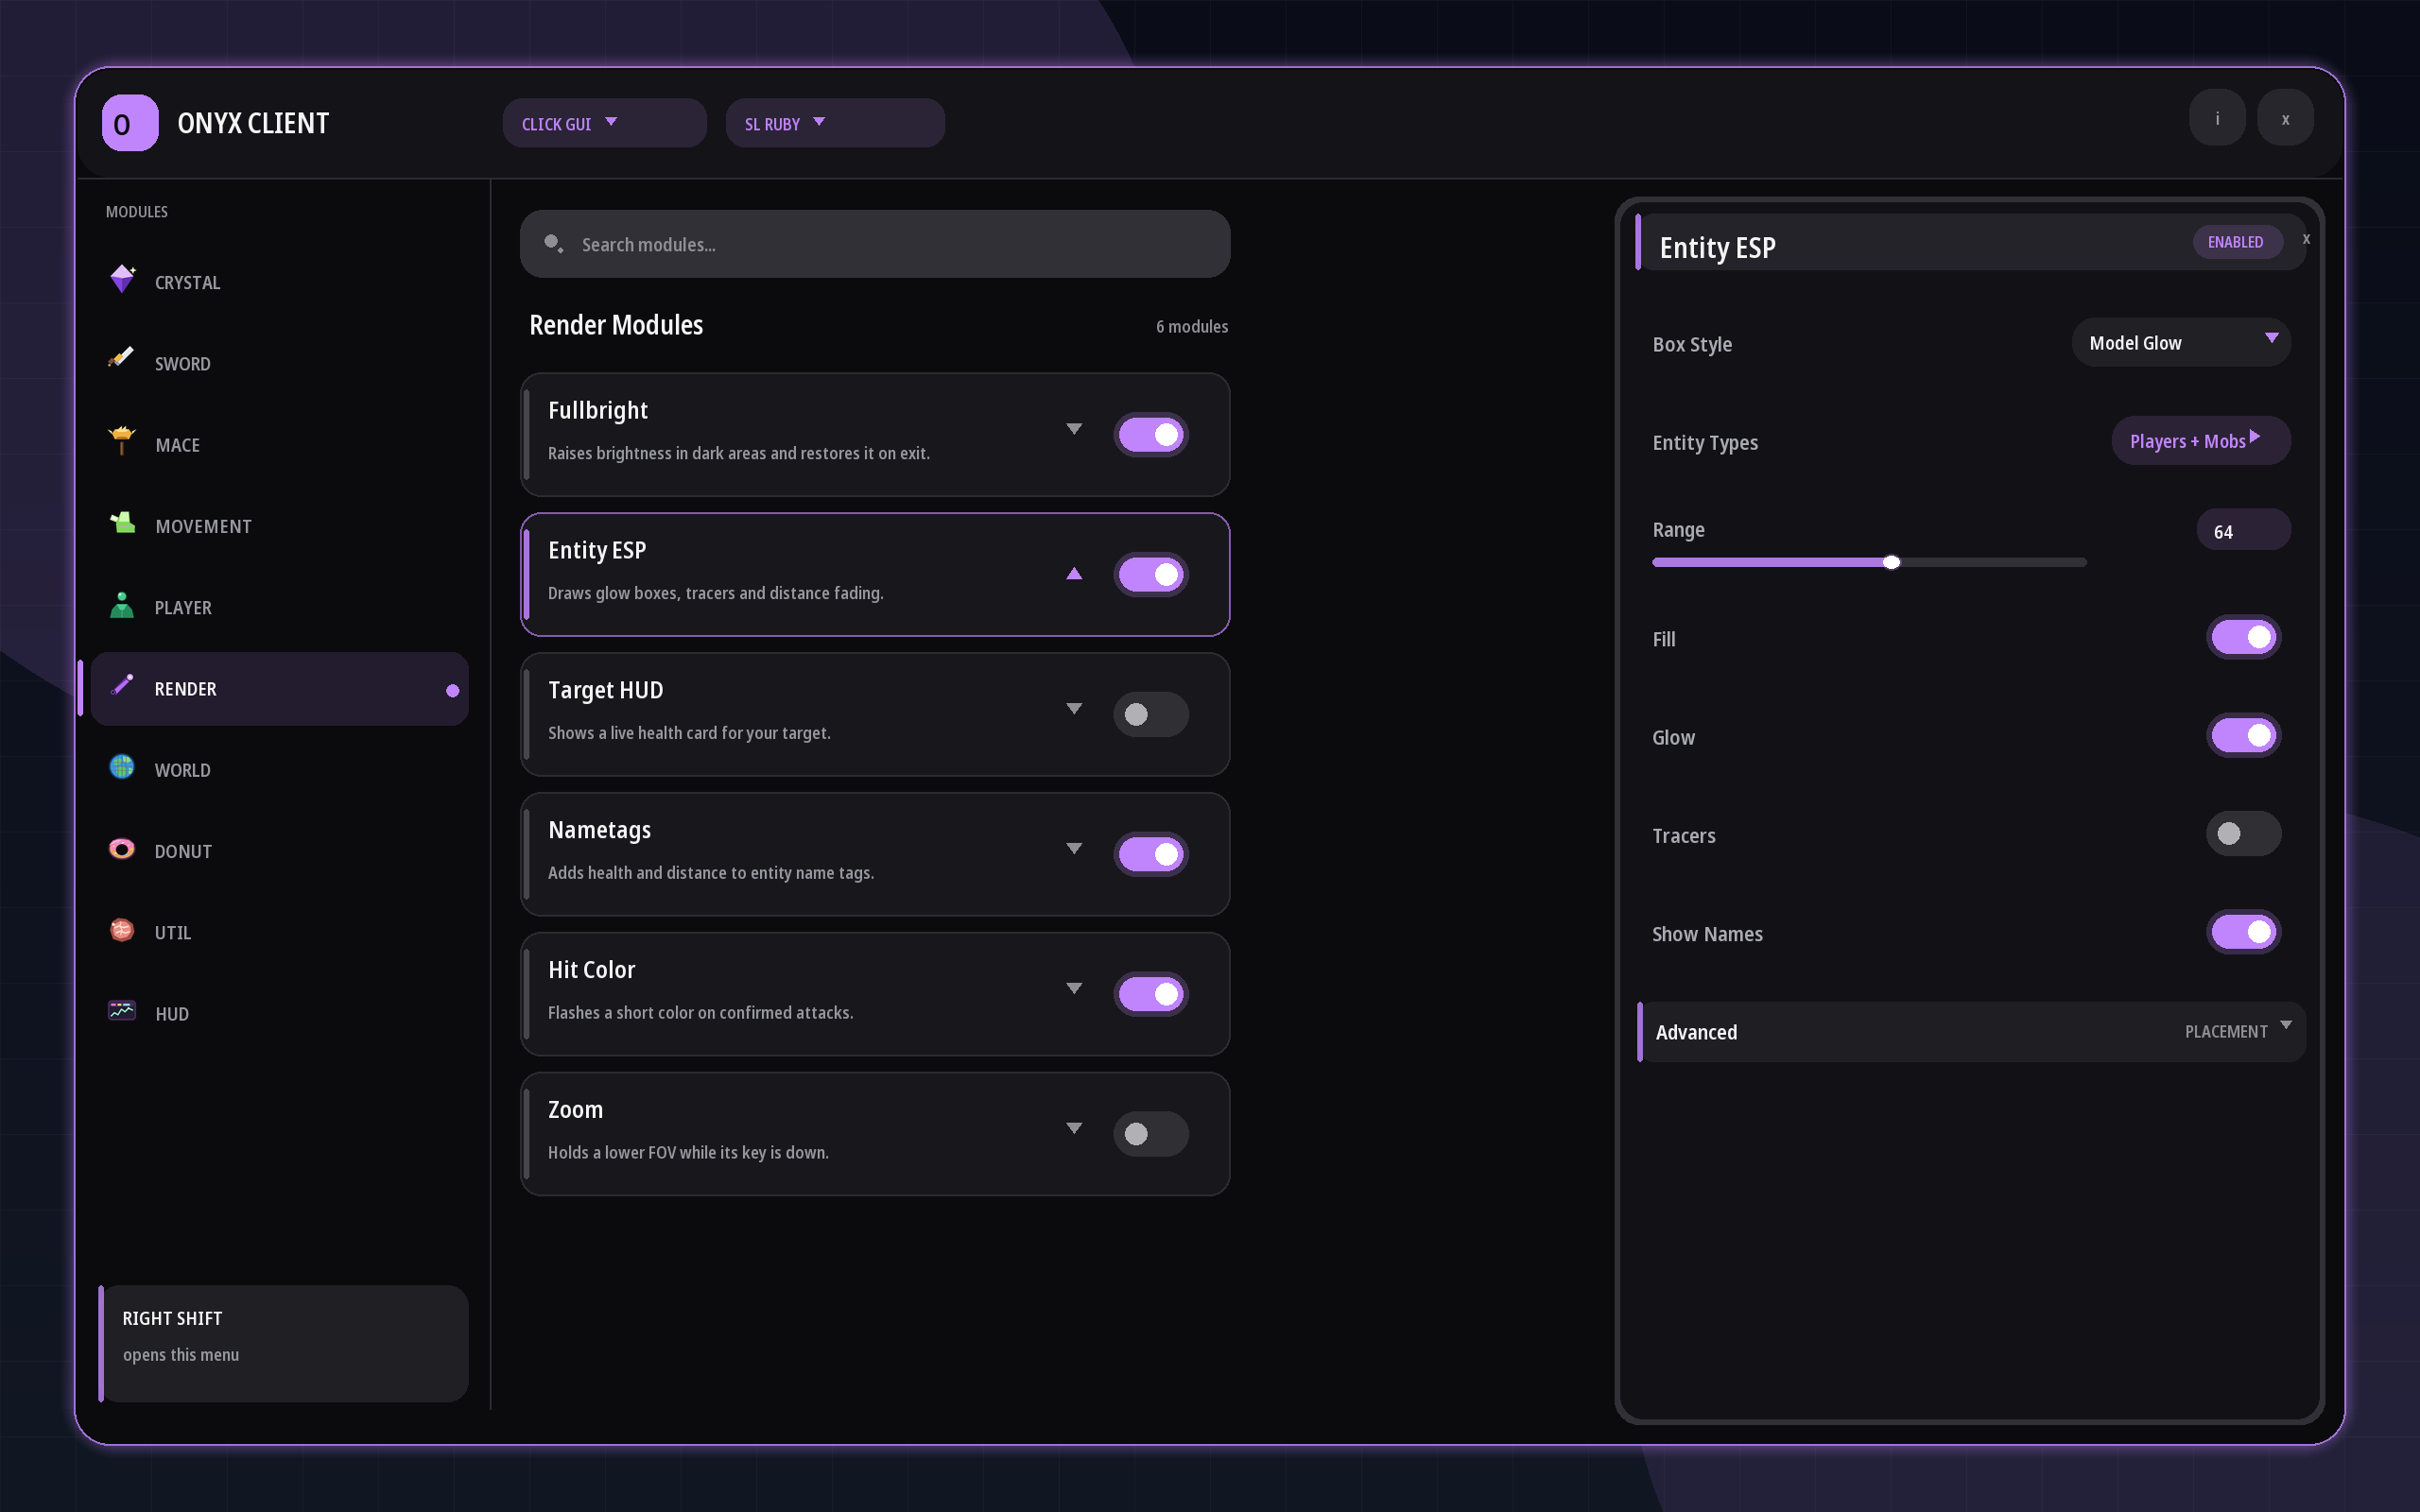 O ONYX CLIENT
CLICK GUI
SL RUBY
i
x
MODULES
CRYSTAL
SWORD
MACE
MOVEMENT
PLAYER
RENDER
WORLD
DONUT
UTIL
HUD
RIGHT SHIFT
opens this menu
Search modules...
Render Modules
6 modules
Fullbright
Raises brightness in dark areas and restores it on exit.
Entity ESP
Draws glow boxes, tracers and distance fading.
Target HUD
Shows a live health card for your target.
Nametags
Adds health and distance to entity name tags.
Hit Color
Flashes a short color on confirmed attacks.
Zoom
Holds a lower FOV while its key is down.
Entity ESP
ENABLED
x
Box Style
Model Glow
Entity Types
Players + Mobs
Range
64
Fill
Glow
Tracers
Show Names
Advanced
PLACEMENT